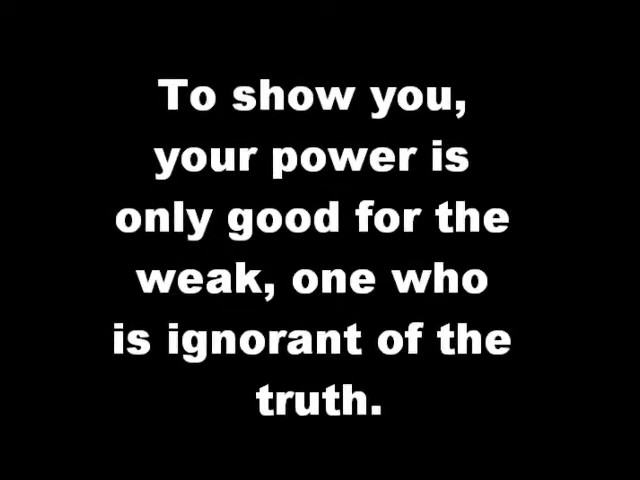 To show you,
your power is
only good for the
weak, one who
is ignorant of the
truth.